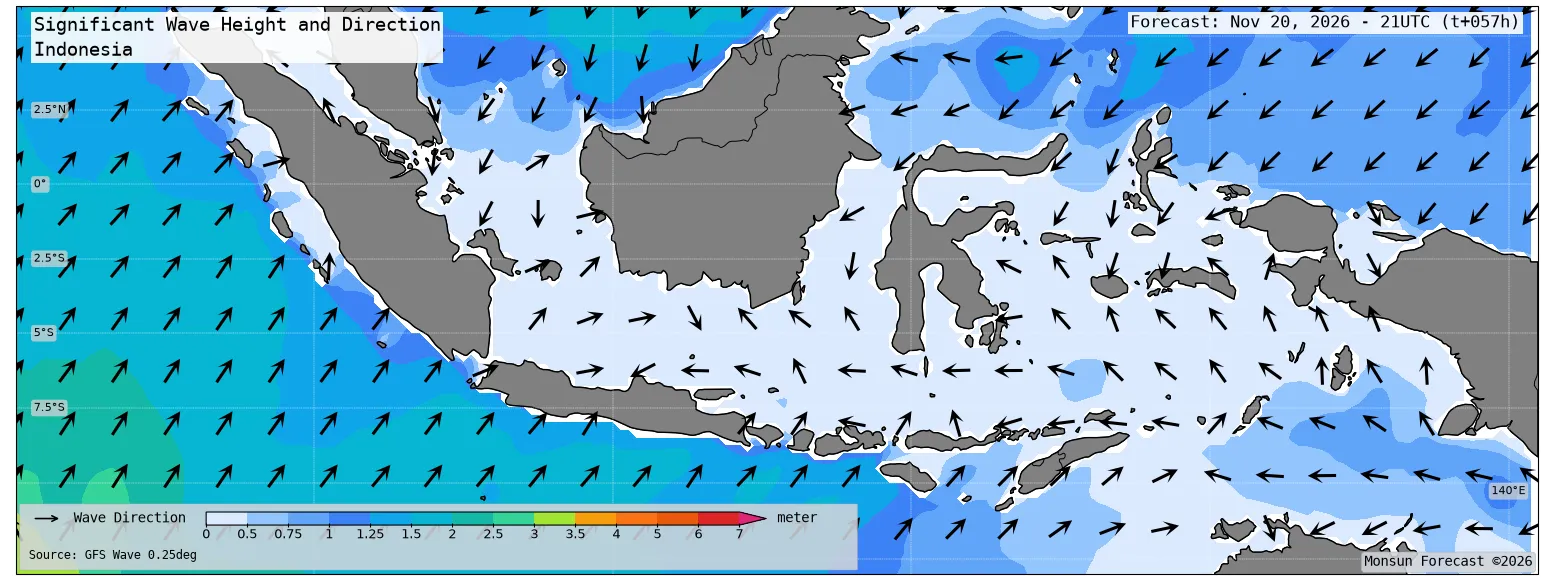 Significant Wave Height and Direction
Indonesia
Forecast: Nov 20, 2026 - 21UTC (t+057h)
2.5°N
0°
2.5°S
5°S
7.5°S
140°E
Wave Direction
0 0.5 0.75 1 1.25 1.5 2 2.5 3 3.5 4 5 6 7
meter
Source: GFS Wave 0.25deg
Monsun Forecast ©2026